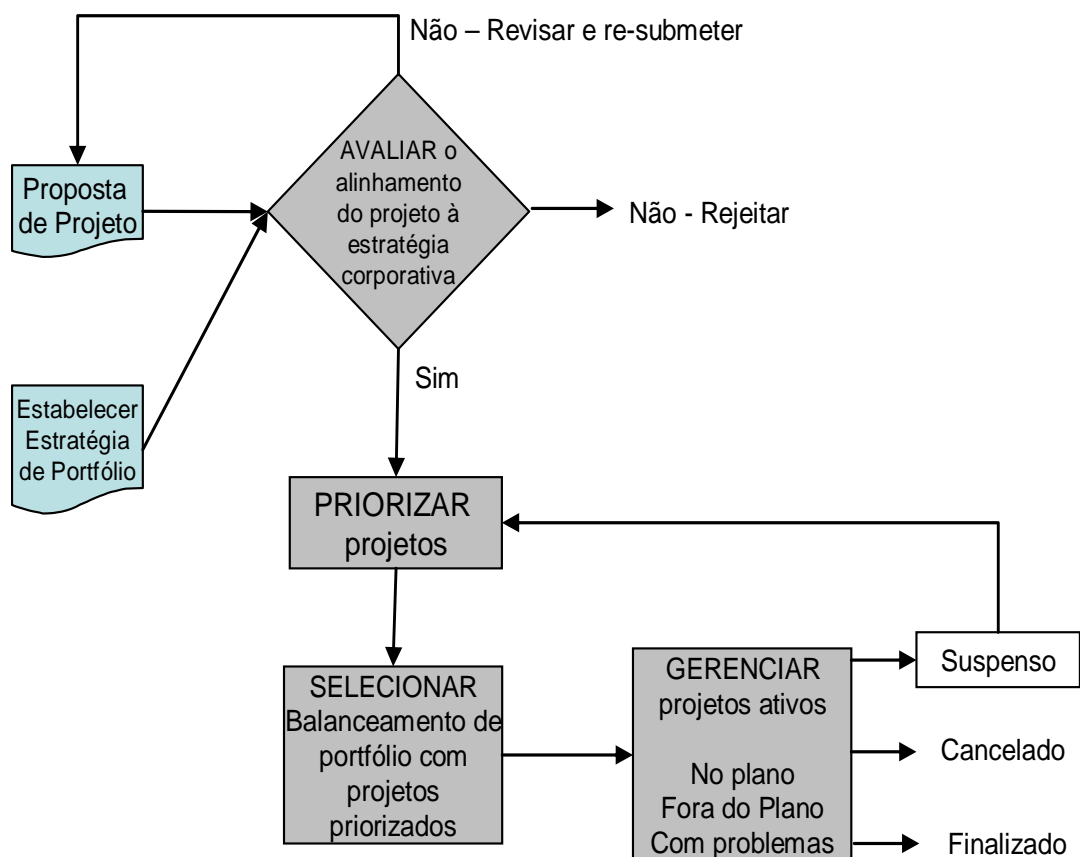 Não – Revisar e re-submeter
AVALIAR o
alinhamento
do projeto à
estratégia
corporativa
Proposta
de Projeto
Não - Rejeitar
Sim
Estabelecer
Estratégia
de Portfólio
PRIORIZAR
projetos
SELECIONAR
Balanceamento de
portfólio com
projetos
priorizados
GERENCIAR
projetos ativos
No plano
Fora do Plano
Com problemas
Suspenso
Cancelado
Finalizado